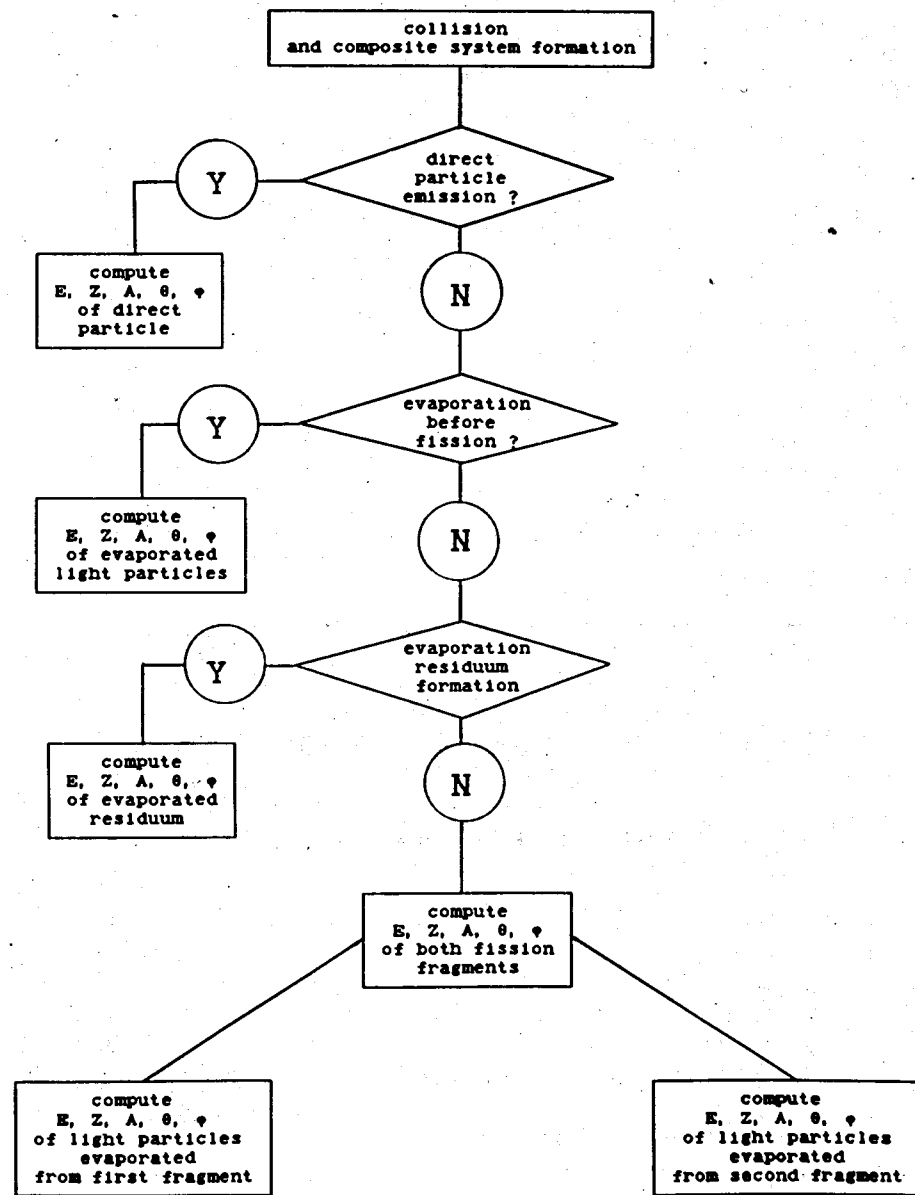 collision
and composite system formation
direct
particle
emission ?
Y
N
compute
E, Z, A, θ, φ
of direct
particle
evaporation
before
fission ?
Y
N
compute
E, Z, A, θ, φ
of evaporated
light particles
evaporation
residuum
formation
Y
N
compute
E, Z, A, θ, φ
of evaporated
residuum
compute
E, Z, A, θ, φ
of both fission
fragments
compute
E, Z, A, θ, φ
of light particles
evaporated
from first fragment
compute
E, Z, A, θ, φ
of light particles
evaporated
from second fragment